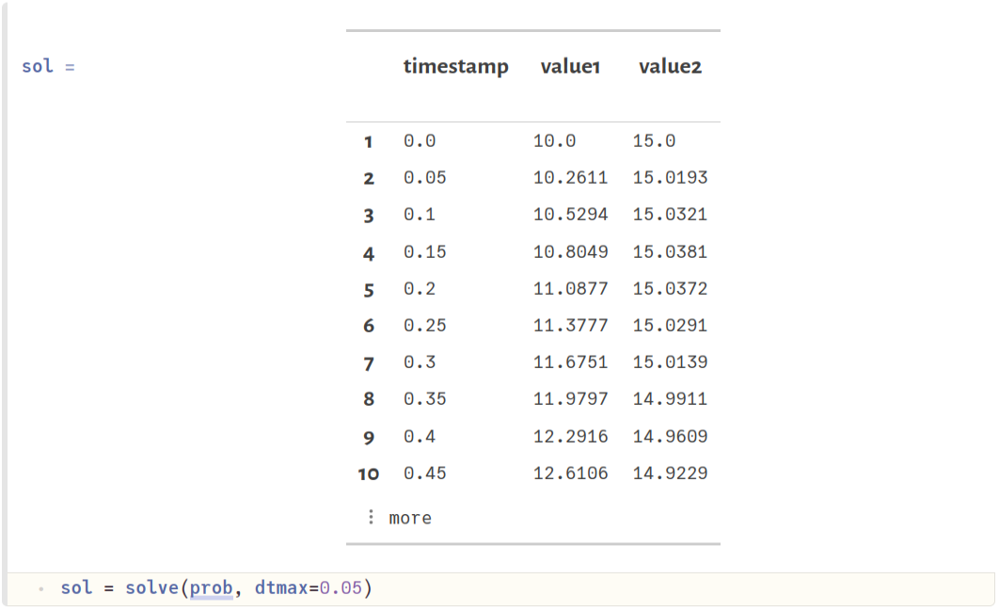 sol =
timestamp value1 value2
1 0.0 10.0 15.0
2 0.05 10.2611 15.0193
3 0.1 10.5294 15.0321
4 0.15 10.8049 15.0381
5 0.2 11.0877 15.0372
6 0.25 11.3777 15.0291
7 0.3 11.6751 15.0139
8 0.35 11.9797 14.9911
9 0.4 12.2916 14.9609
10 0.45 12.6106 14.9229
⋮ more
sol = solve(prob, dtmax=0.05)